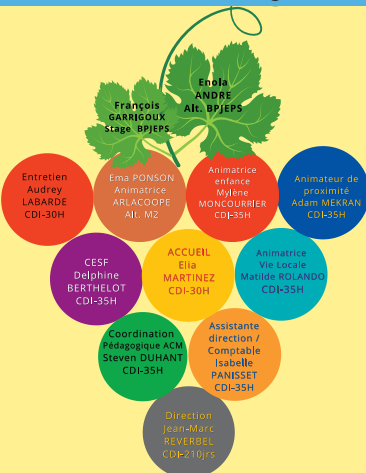 Enola
ANDRE
Alt. BPJEPS
François
GARRIGOUX
Stage BPJEPS
Entretien
Audrey
LABARDE
CDI-30H
Ema PONSON
Animatrice
ARLACOOPE
Alt. M2
Animatrice
enfance
Mylène
MONCOURRIER
CDI-35H
Animateur de
proximité
Adam MEKRAN
CDI-35H
CESF
Delphine
BERTHELOT
CDI-35H
ACCUEIL
Elia
MARTINEZ
CDI-30H
Animatrice
Vie Locale
Matilde ROLANDO
CDI-35H
Coordination
Pédagogique ACM
Steven DUHANT
CDI-35H
Assistante
direction /
Comptable
Isabelle
PANISSET
CDI-35H
Direction
Jean-Marc
REVERBEL
CDI-210jrs